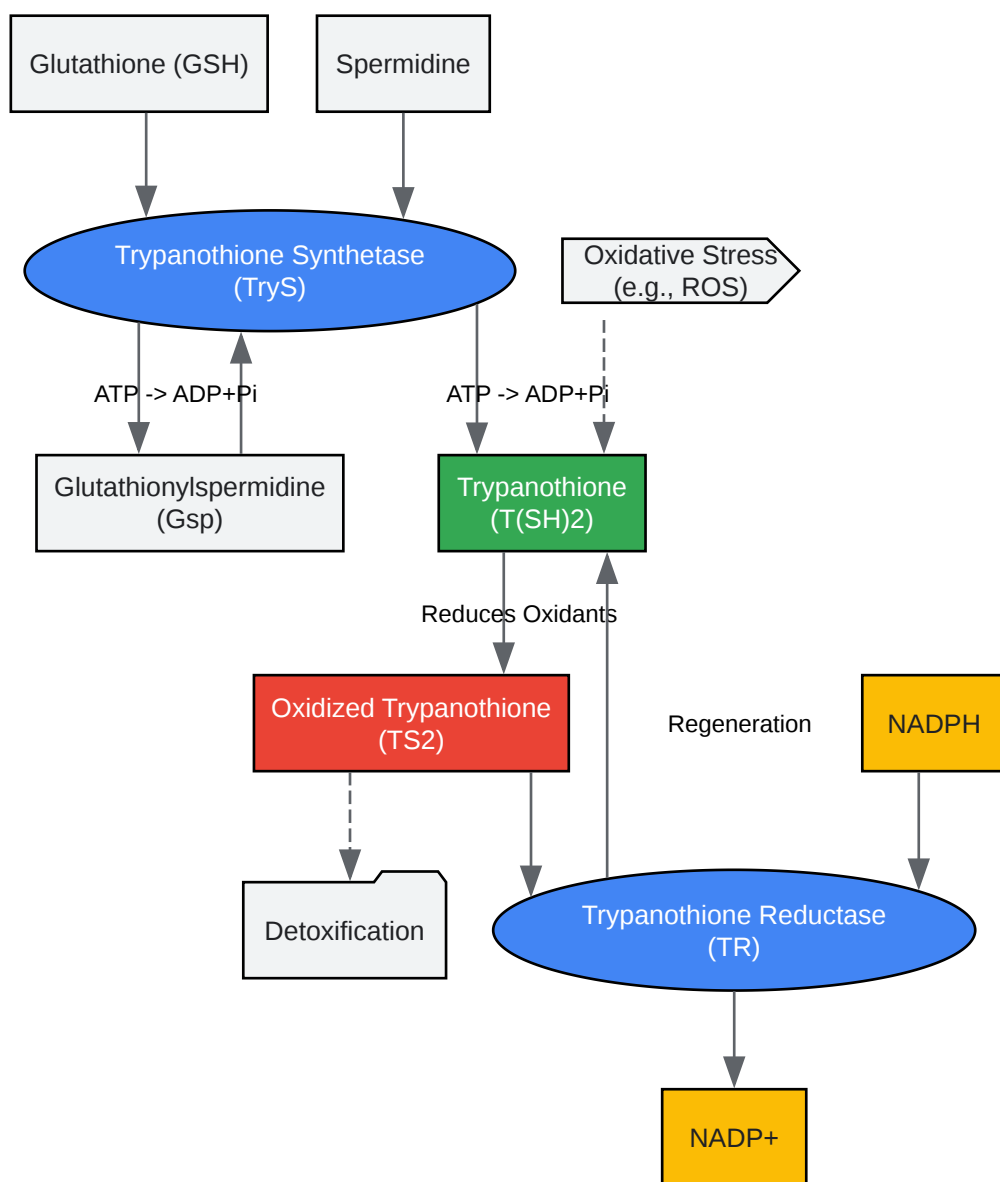 Glutathione (GSH)
Spermidine
Trypanothione Synthetase
(TryS)
Oxidative Stress
(e.g., ROS)
ATP -> ADP+Pi
ATP -> ADP+Pi
Glutathionylspermidine
(Gsp)
Trypanothione
(T(SH)2)
Reduces Oxidants
Oxidized Trypanothione
(TS2)
Regeneration
NADPH
Detoxification
Trypanothione Reductase
(TR)
NADP+